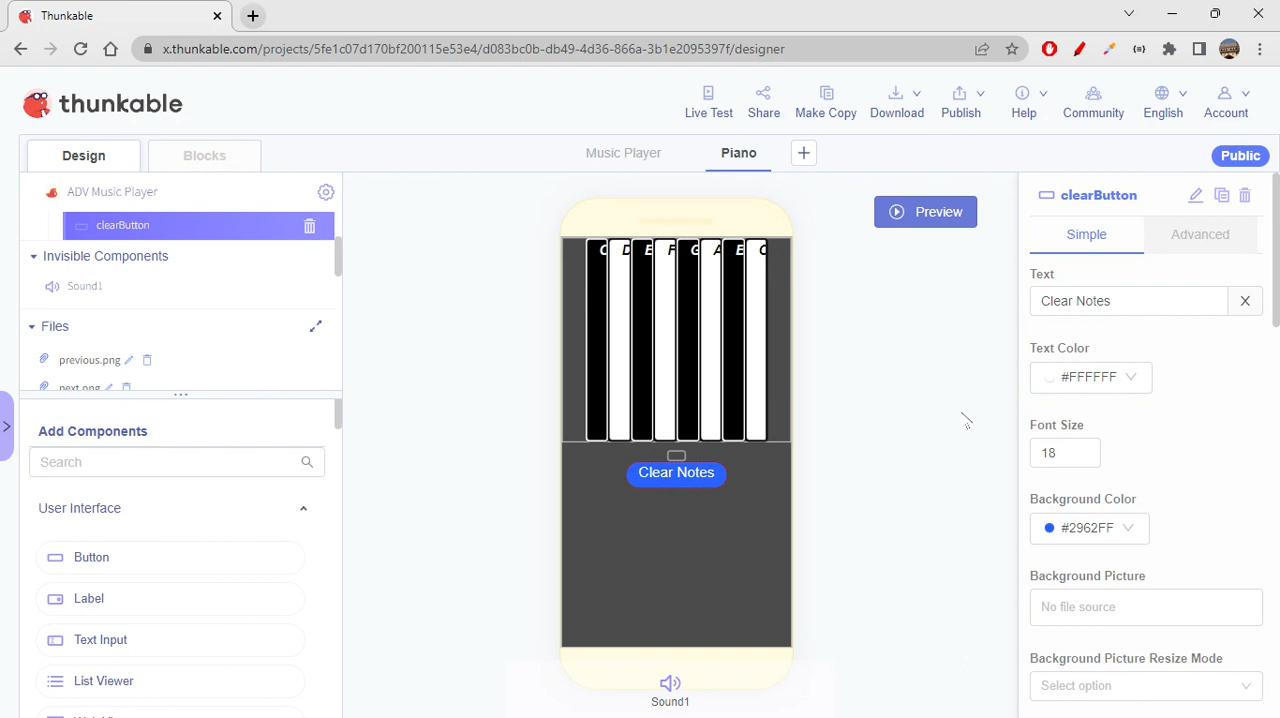 Thunkable
x.thunkable.com/projects/5fe1c07d170bf200115e53e4/d083bc0b-db49-4d36-866a-3b1e2095397f/designer
thunkable
Live Test
Share
Make Copy
Download
Publish
Help
Community
English
Account
Design
Blocks
Music Player
Piano
Public
ADV Music Player
clearButton
Invisible Components
Sound1
Files
previous.png
next.png
Add Components
Search
User Interface
Button
Label
Text Input
List Viewer
Preview
C D E F G A B C
Clear Notes
Sound1
clearButton
Simple
Advanced
Text
Clear Notes
Text Color
#FFFFFF
Font Size
18
Background Color
#2962FF
Background Picture
No file source
Background Picture Resize Mode
Select option